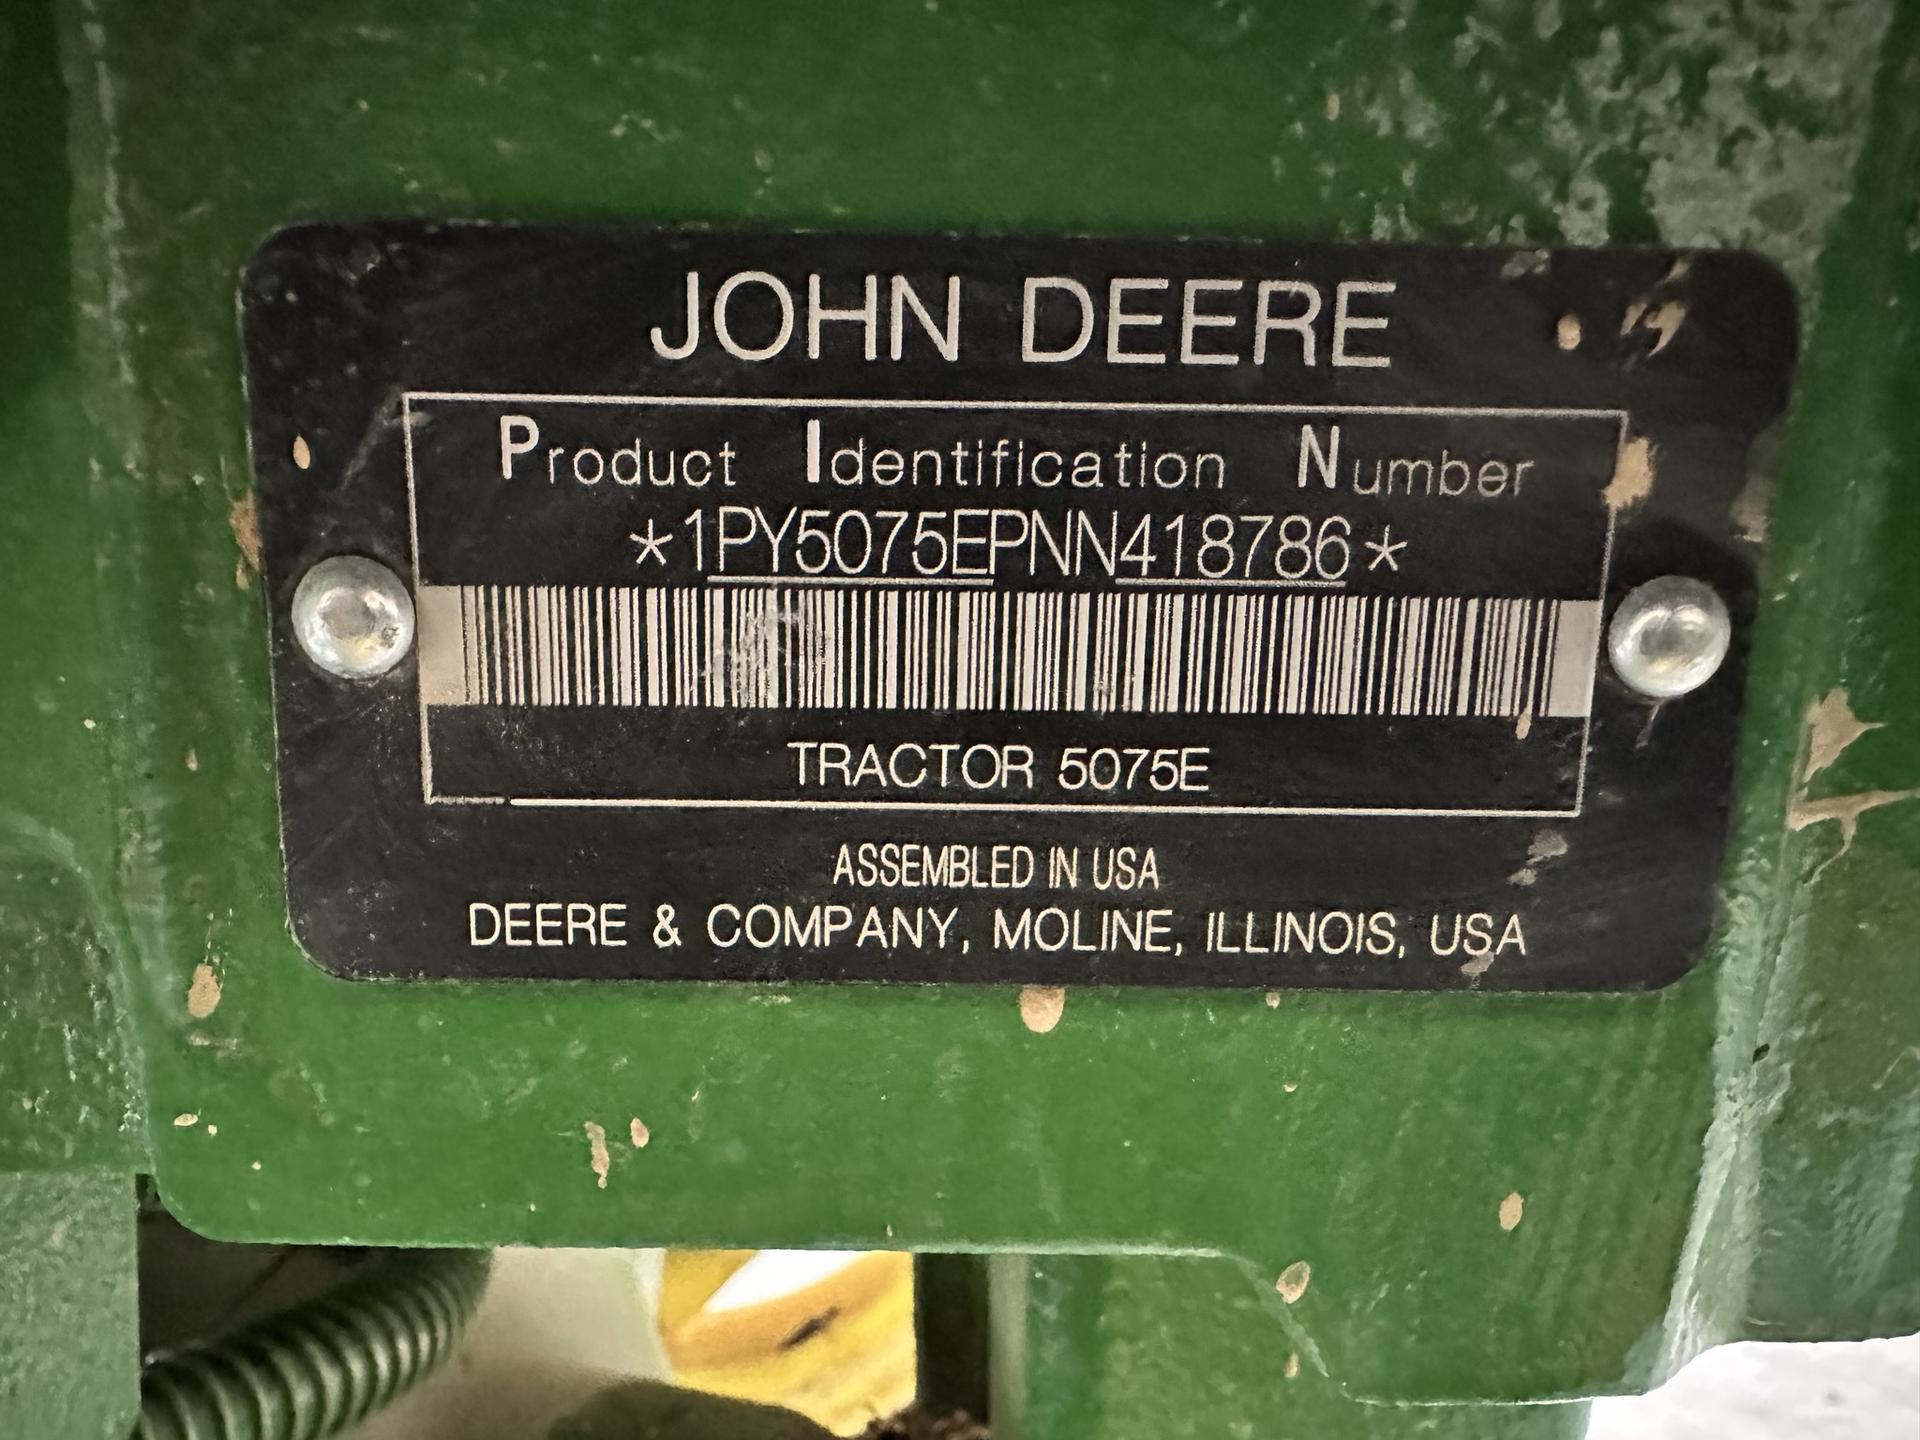 JOHN DEERE
Product Identification Number
*1PY5075EPNN418786*
TRACTOR 5075E
ASSEMBLED IN USA
DEERE & COMPANY, MOLINE, ILLINOIS, USA